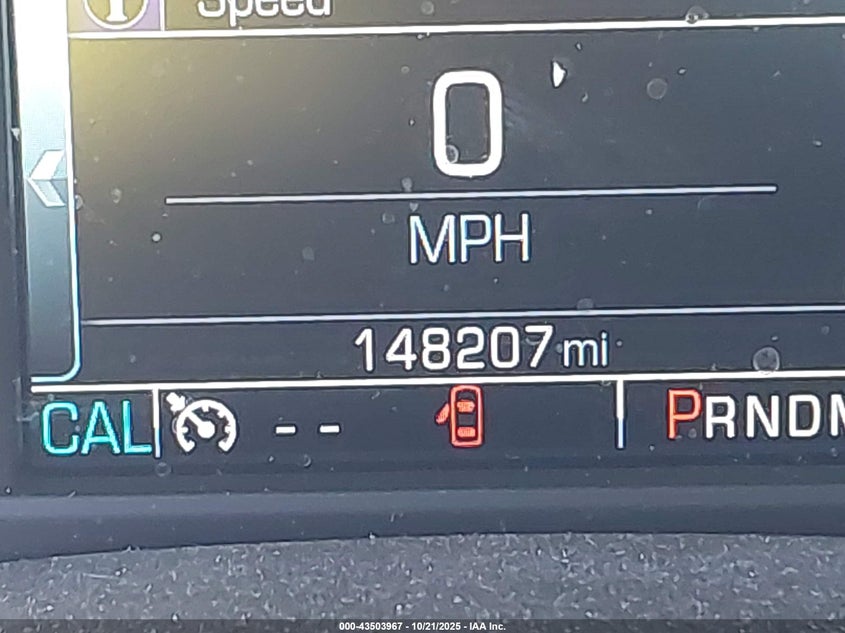 Speed
0
MPH
148207 mi
CAL -- PRNDM
000-43503967 - 10/21/2025 - IAA Inc.